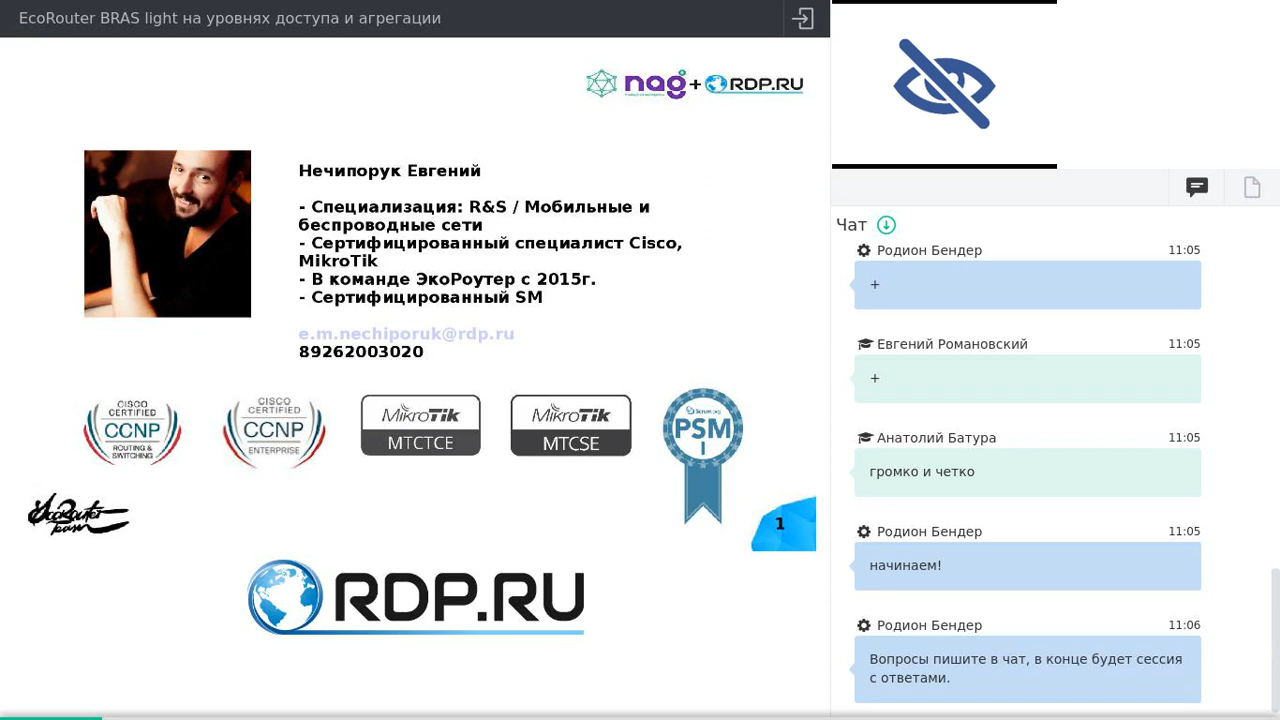 EcoRouter BRAS light на уровнях доступа и агрегации
nag + RDP.RU
Нечипорук Евгений
- Специализация: R&S / Мобильные и
беспроводные сети
- Сертифицированный специалист Cisco,
MikroTik
- В команде ЭкоРоутер с 2015г.
- Сертифицированный SM
e.m.nechiporuk@rdp.ru
89262003020
CISCO
CERTIFIED
CCNP
ROUTING &
SWITCHING
CISCO
CERTIFIED
CCNP
ENTERPRISE
MikroTik
MTCTCE
MikroTik
MTCSE
Scrum.org
PSM
I
EcoRouter
Team
1
RDP.RU
Чат
Родион Бендер 11:05
+
Евгений Романовский 11:05
+
Анатолий Батура 11:05
громко и четко
Родион Бендер 11:05
начинаем!
Родион Бендер 11:06
Вопросы пишите в чат, в конце будет сессия
с ответами.